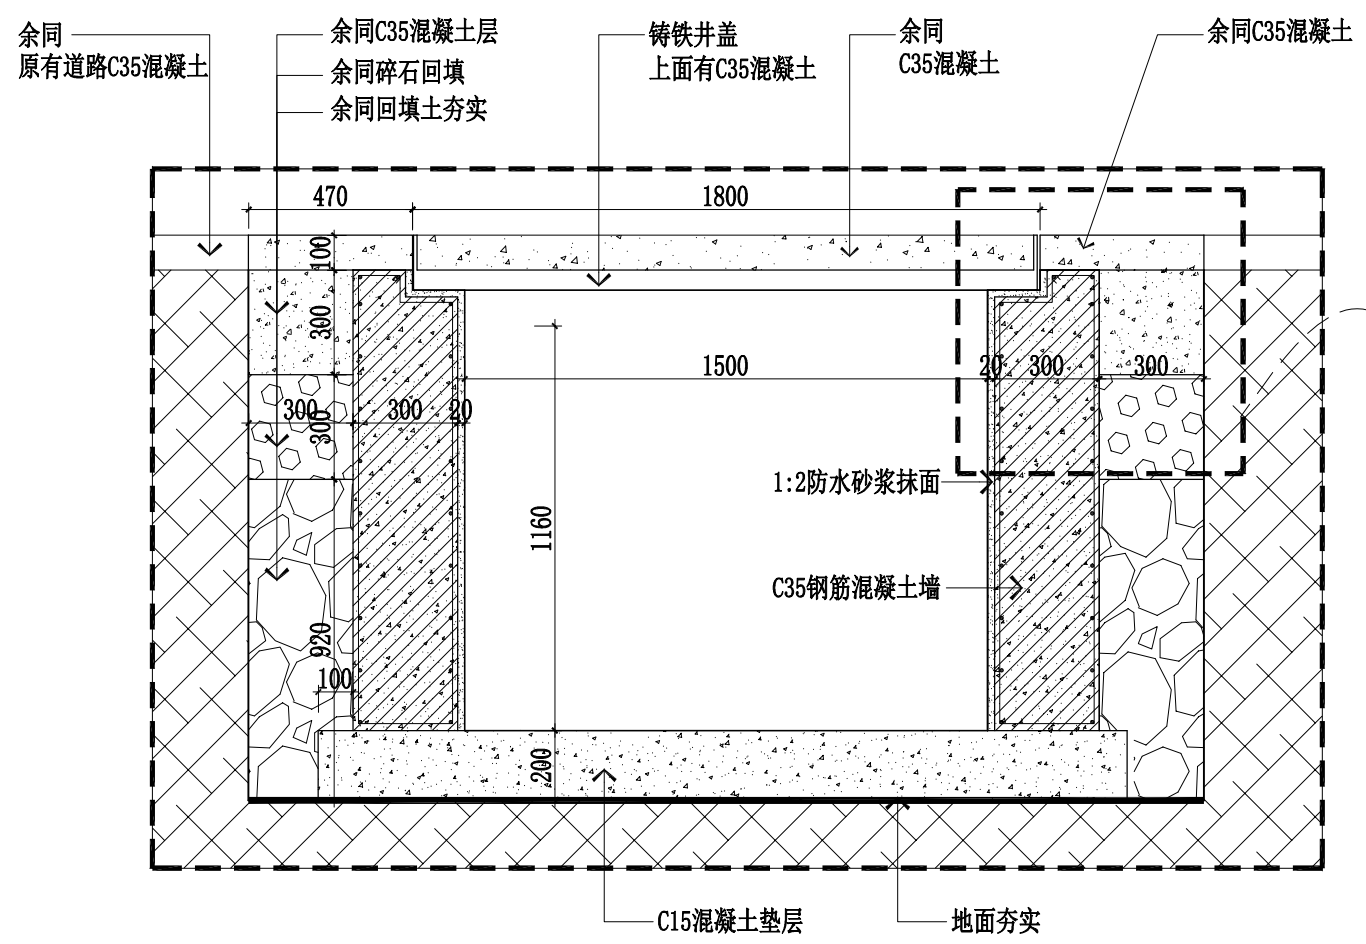 余同
原有道路C35混凝土
余同C35混凝土层
余同碎石回填
余同回填土夯实
铸铁井盖
上面有C35混凝土
余同
C35混凝土
余同C35混凝土
470
1800
100
300
300
300
300
20
1500
20
300
300
1:2防水砂浆抹面
1160
C35钢筋混凝土墙
920
100
200
C15混凝土垫层
地面夯实